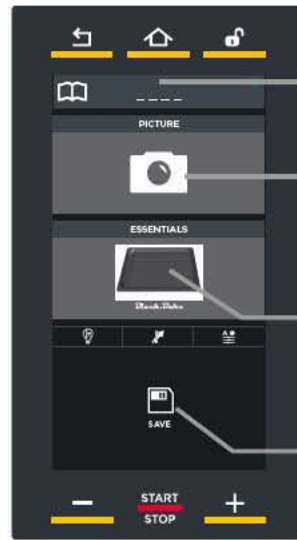 _ _ _ _
PICTURE
ESSENTIALS
Black.Bake
SAVE
− START +
STOP